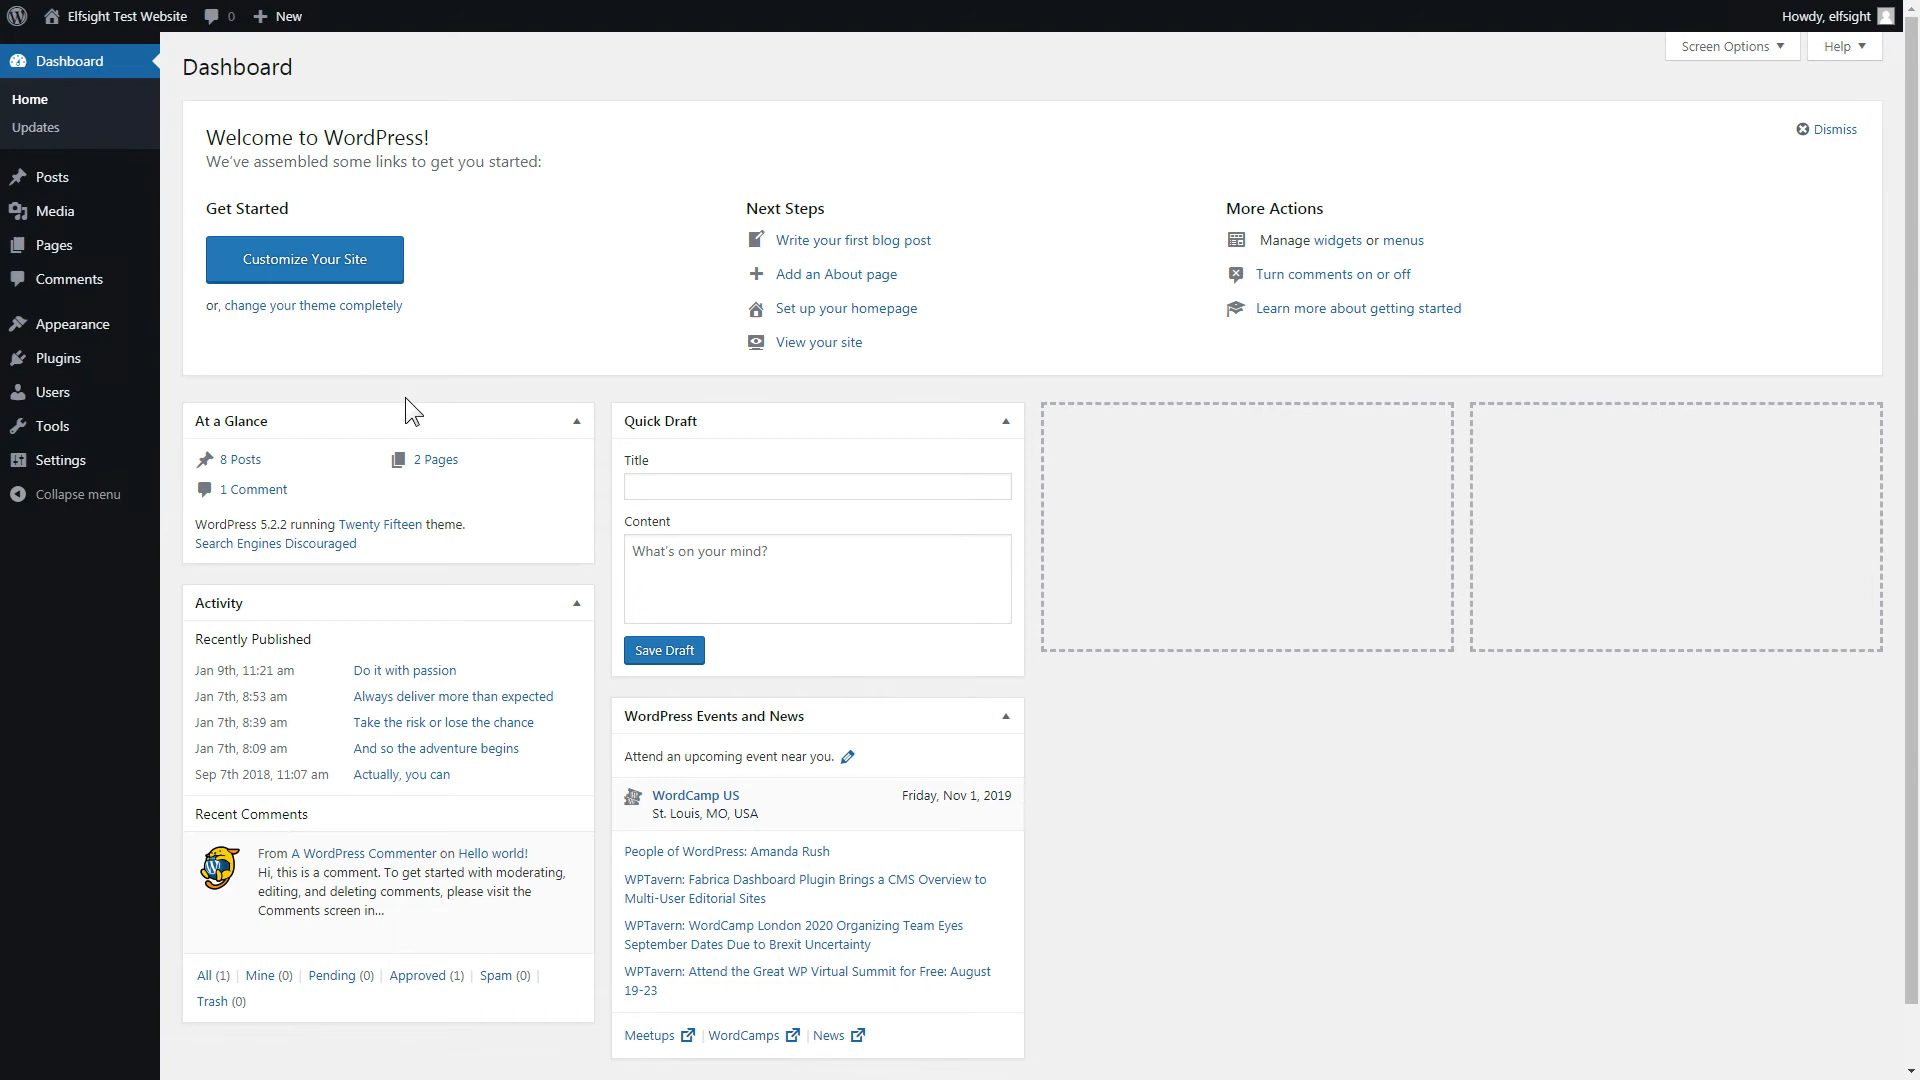 Elfsight Test Website 0 New
Howdy, elfsight
Screen Options Help
Dashboard
Home
Updates
Posts
Media
Pages
Comments
Appearance
Plugins
Users
Tools
Settings
Collapse menu
Dashboard
Welcome to WordPress!
Dismiss
We've assembled some links to get you started:
Get Started
Customize Your Site
or, change your theme completely
Next Steps
Write your first blog post
Add an About page
Set up your homepage
View your site
More Actions
Manage widgets or menus
Turn comments on or off
Learn more about getting started
At a Glance
8 Posts 2 Pages
1 Comment
WordPress 5.2.2 running Twenty Fifteen theme.
Search Engines Discouraged
Activity
Recently Published
Jan 9th, 11:21 am Do it with passion
Jan 7th, 8:53 am Always deliver more than expected
Jan 7th, 8:39 am Take the risk or lose the chance
Jan 7th, 8:09 am And so the adventure begins
Sep 7th 2018, 11:07 am Actually, you can
Recent Comments
From A WordPress Commenter on Hello world!
Hi, this is a comment. To get started with moderating,
editing, and deleting comments, please visit the
Comments screen in...
All (1) | Mine (0) | Pending (0) | Approved (1) | Spam (0) |
Trash (0)
Quick Draft
Title
Content
What's on your mind?
Save Draft
WordPress Events and News
Attend an upcoming event near you.
WordCamp US Friday, Nov 1, 2019
St. Louis, MO, USA
People of WordPress: Amanda Rush
WPTavern: Fabrica Dashboard Plugin Brings a CMS Overview to
Multi-User Editorial Sites
WPTavern: WordCamp London 2020 Organizing Team Eyes
September Dates Due to Brexit Uncertainty
WPTavern: Attend the Great WP Virtual Summit for Free: August
19-23
Meetups | WordCamps | News